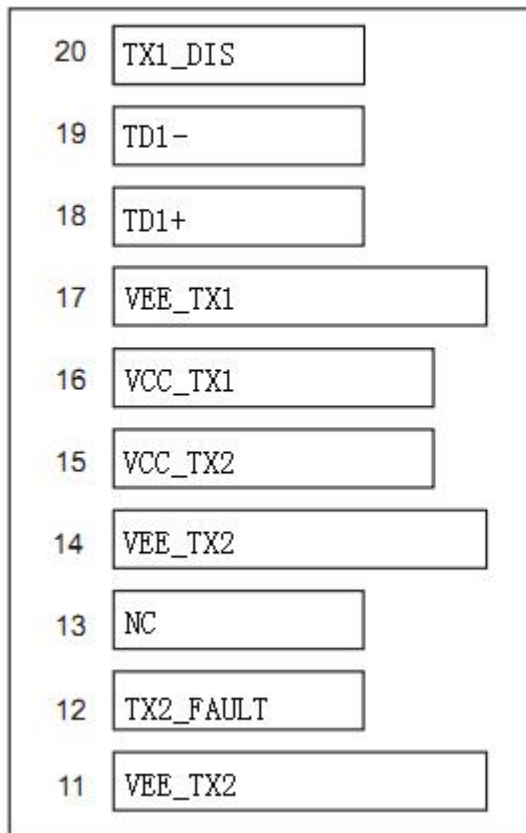 20 TX1_DIS
19 TD1-
18 TD1+
17 VEE_TX1
16 VCC_TX1
15 VCC_TX2
14 VEE_TX2
13 NC
12 TX2_FAULT
11 VEE_TX2